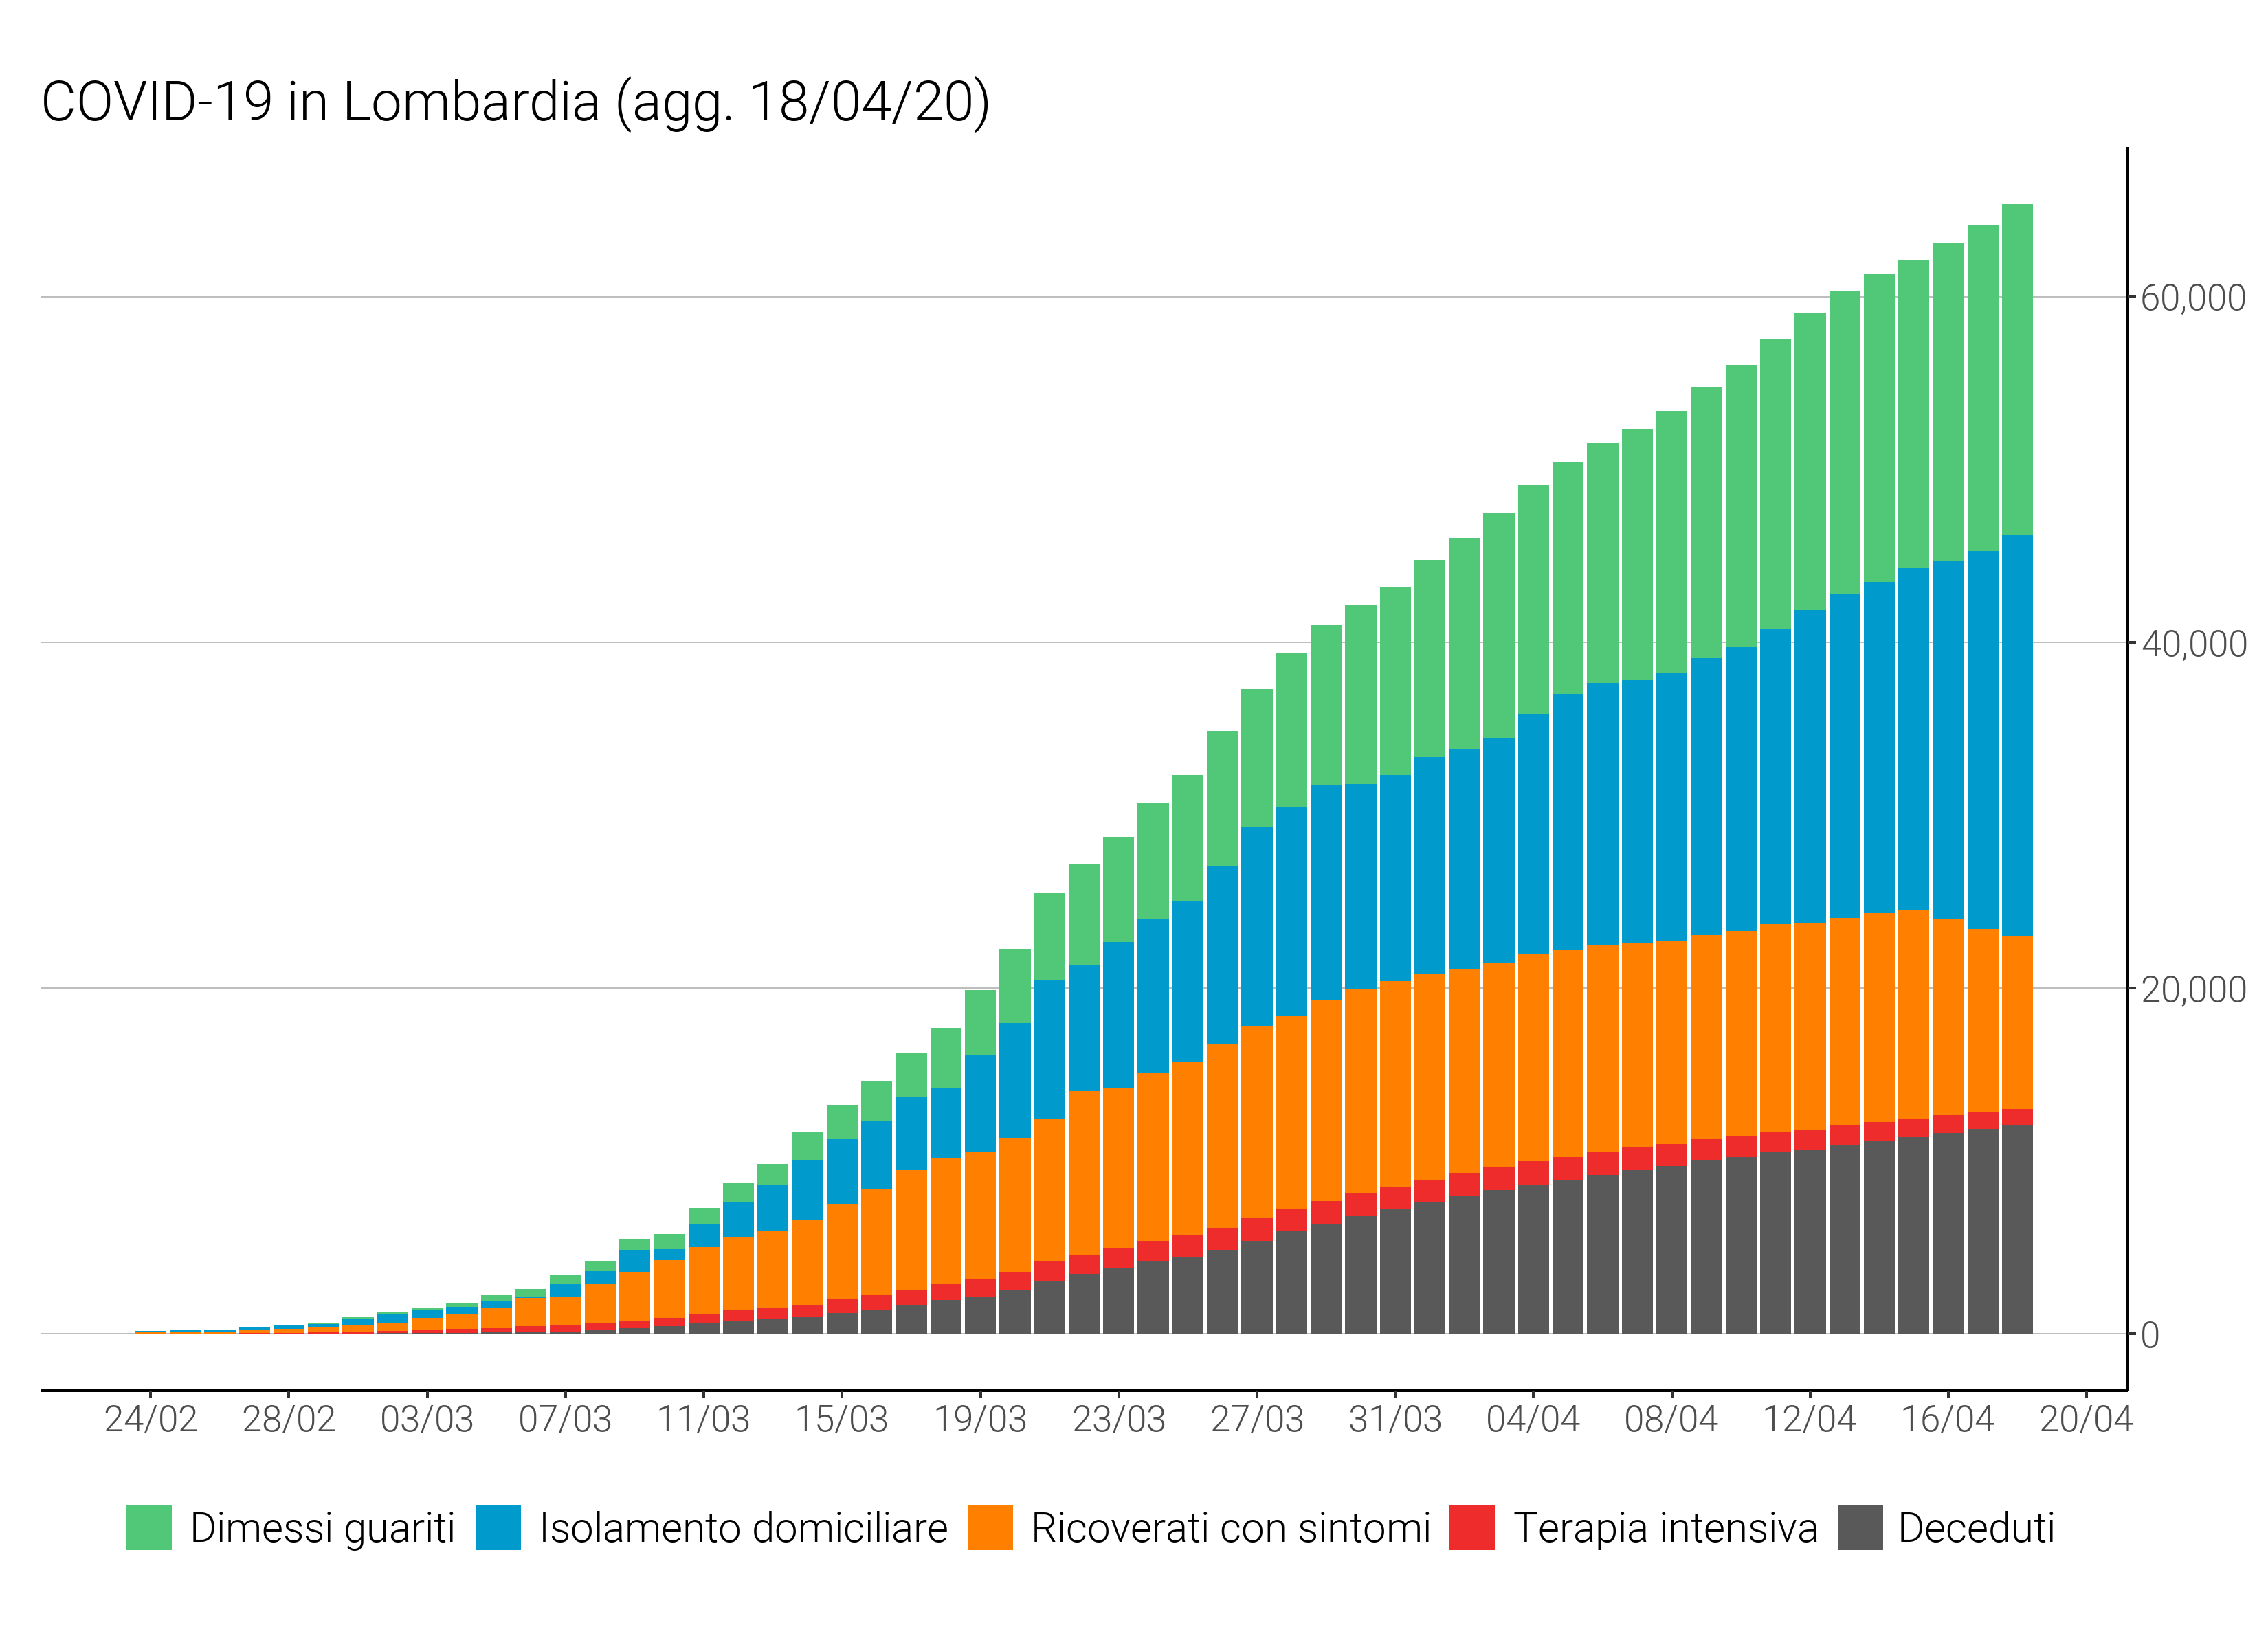 COVID-19 in Lombardia (agg. 18/04/20)
60,000
40,000
20,000
0
24/02 28/02 03/03 07/03 11/03 15/03 19/03 23/03 27/03 31/03 04/04 08/04 12/04 16/04 20/04
Dimessi guariti Isolamento domiciliare Ricoverati con sintomi Terapia intensiva Deceduti